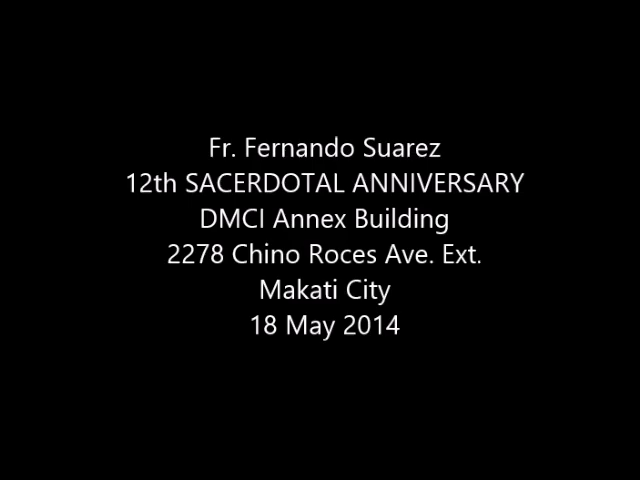 Fr. Fernando Suarez
12th SACERDOTAL ANNIVERSARY
DMCI Annex Building
2278 Chino Roces Ave. Ext.
Makati City
18 May 2014